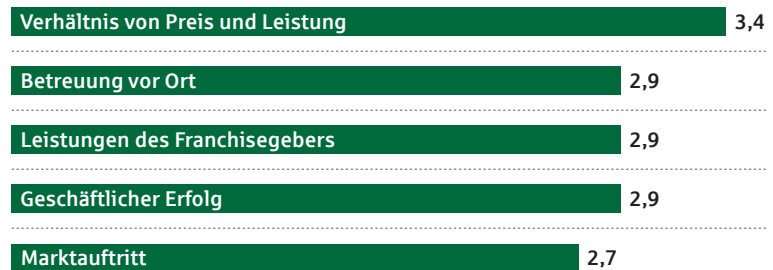 Verhältnis von Preis und Leistung 3,4
Betreuung vor Ort 2,9
Leistungen des Franchisegebers 2,9
Geschäftlicher Erfolg 2,9
Marktauftritt 2,7